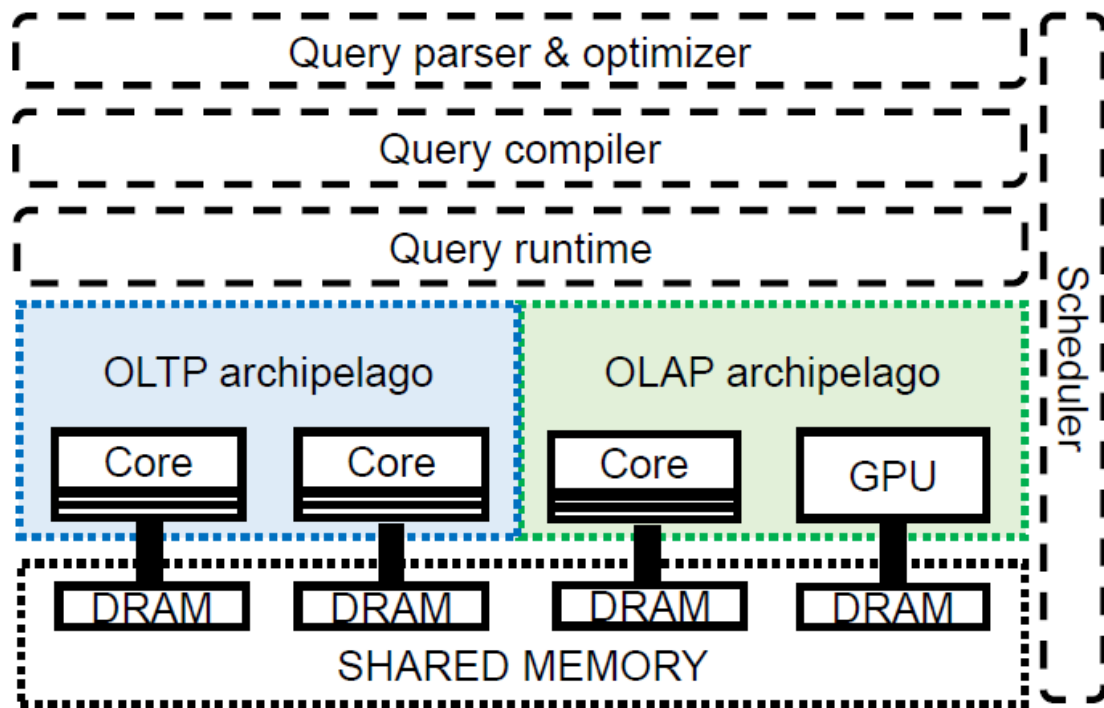 Query parser & optimizer
Query compiler
Query runtime
Scheduler
OLTP archipelago
OLAP archipelago
Core
Core
Core
GPU
DRAM
DRAM
DRAM
DRAM
SHARED MEMORY